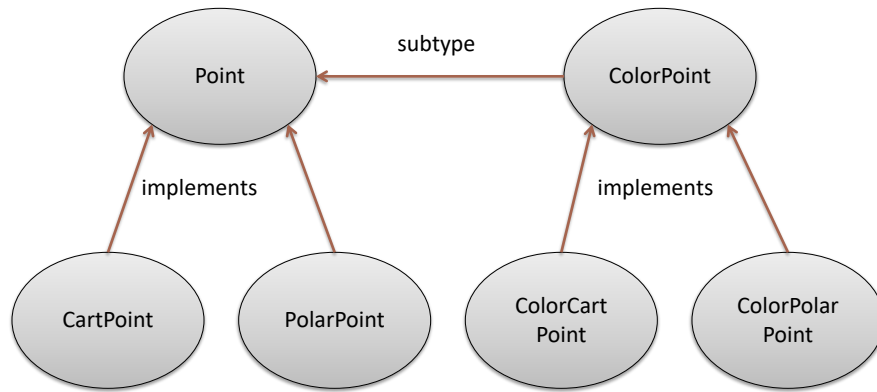 subtype
Point
ColorPoint
implements
implements
CartPoint
PolarPoint
ColorCart
Point
ColorPolar
Point